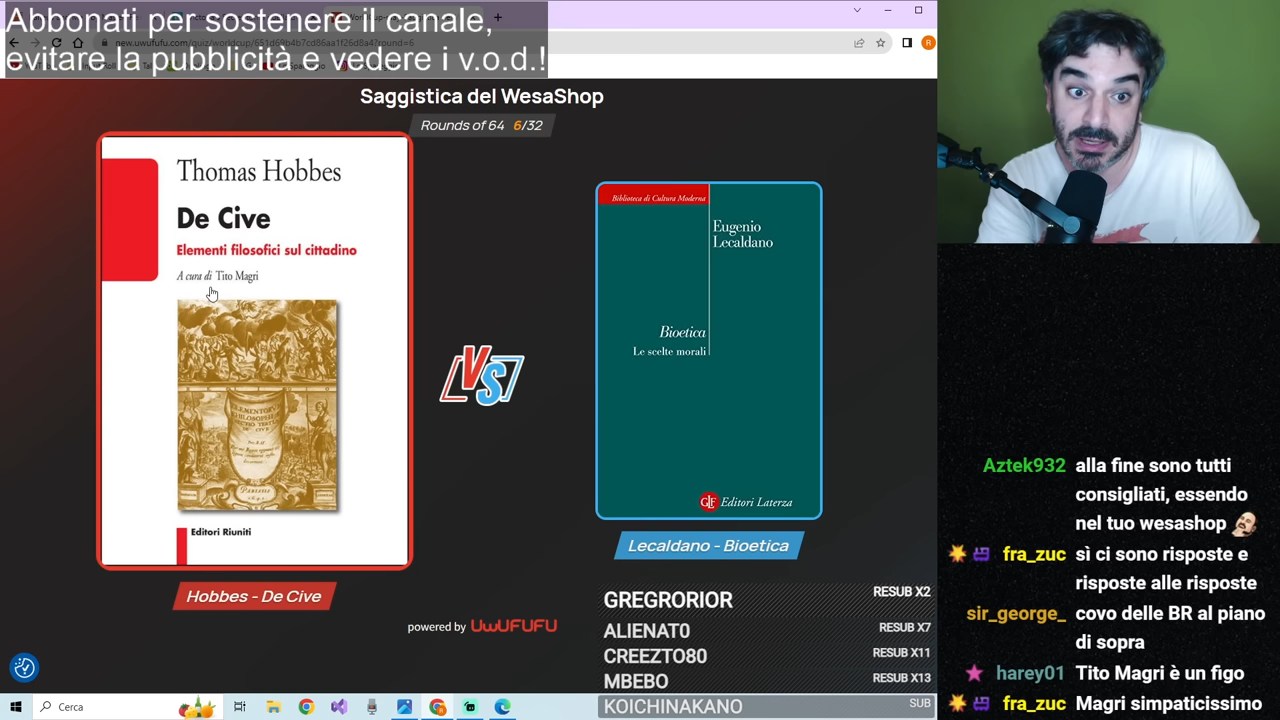 Abbonati per sostenere il canale,
evitare la pubblicità e vedere i v.o.d.!
Saggistica del WesaShop
Rounds of 64 6/32
Thomas Hobbes
De Cive
Elementi filosofici sul cittadino
A cura di Tito Magri
Editori Riuniti
Hobbes - De Cive
VS
Biblioteca di Cultura Moderna
Eugenio
Lecaldano
Bioetica
Le scelte morali
Editori Laterza
Lecaldano - Bioetica
powered by UWUFUFU
GREGRORIOR RESUB X2
ALIENAT0 RESUB X7
CREEZTO80 RESUB X11
MBEBO RESUB X13
KOICHINAKANO SUB
Aztek932 alla fine sono tutti
consigliati, essendo
nel tuo wesashop
fra_zuc sì ci sono risposte e
risposte alle risposte
sir_george_ covo delle BR al piano
di sopra
harey01 Tito Magri è un figo
fra_zuc Magri simpaticissimo
Cerca